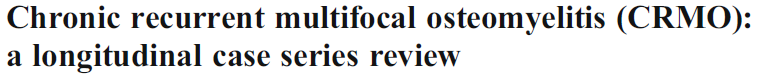 Chronic recurrent multifocal osteomyelitis (CRMO):
a longitudinal case series review